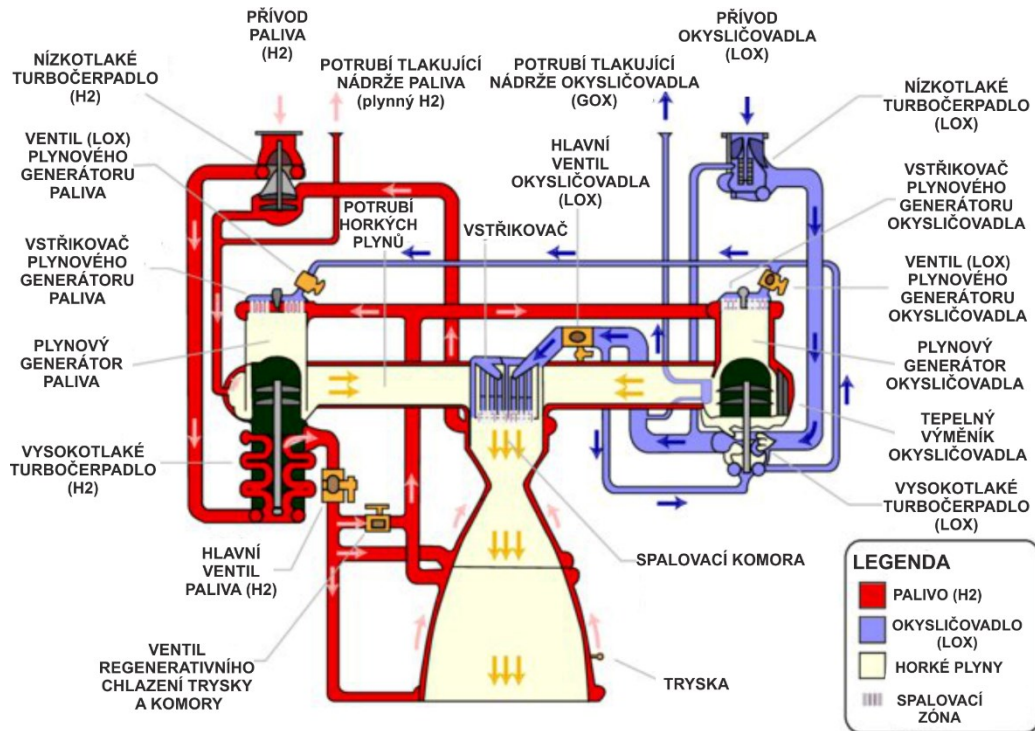 PŘÍVOD
PALIVA
(H2)
PŘÍVOD
OKYSLIČOVADLA
(LOX)
NÍZKOTLAKÉ
TURBOČERPADLO
(H2)
POTRUBÍ TLAKUJÍCÍ
NÁDRŽE PALIVA
(plynný H2)
POTRUBÍ TLAKUJÍCÍ
NÁDRŽE OKYSLIČOVADLA
(GOX)
NÍZKOTLAKÉ
TURBOČERPADLO
(LOX)
VENTIL (LOX)
PLYNOVÉHO
GENERÁTORU
PALIVA
HLAVNÍ
VENTIL
OKYSLIČOVADLA
(LOX)
VSTŘIKOVAČ
PLYNOVÉHO
GENERÁTORU
OKYSLIČOVADLA
POTRUBÍ
HORKÝCH
PLYNŮ
VSTŘIKOVAČ
VSTŘIKOVAČ
PLYNOVÉHO
GENERÁTORU
PALIVA
VENTIL (LOX)
PLYNOVÉHO
GENERÁTORU
OKYSLIČOVADLA
PLYNOVÝ
GENERÁTOR
PALIVA
PLYNOVÝ
GENERÁTOR
OKYSLIČOVADLA
TEPELNÝ
VÝMĚNÍK
OKYSLIČOVADLA
VYSOKOTLAKÉ
TURBOČERPADLO
(H2)
VYSOKOTLAKÉ
TURBOČERPADLO
(LOX)
HLAVNÍ
VENTIL
PALIVA (H2)
SPALOVACÍ KOMORA
VENTIL
REGENERATIVNÍHO
CHLAZENÍ TRYSKY
A KOMORY
TRYSKA
LEGENDA
PALIVO (H2)
OKYSLIČOVADLO
(LOX)
HORKÉ PLYNY
SPALOVACÍ
ZÓNA